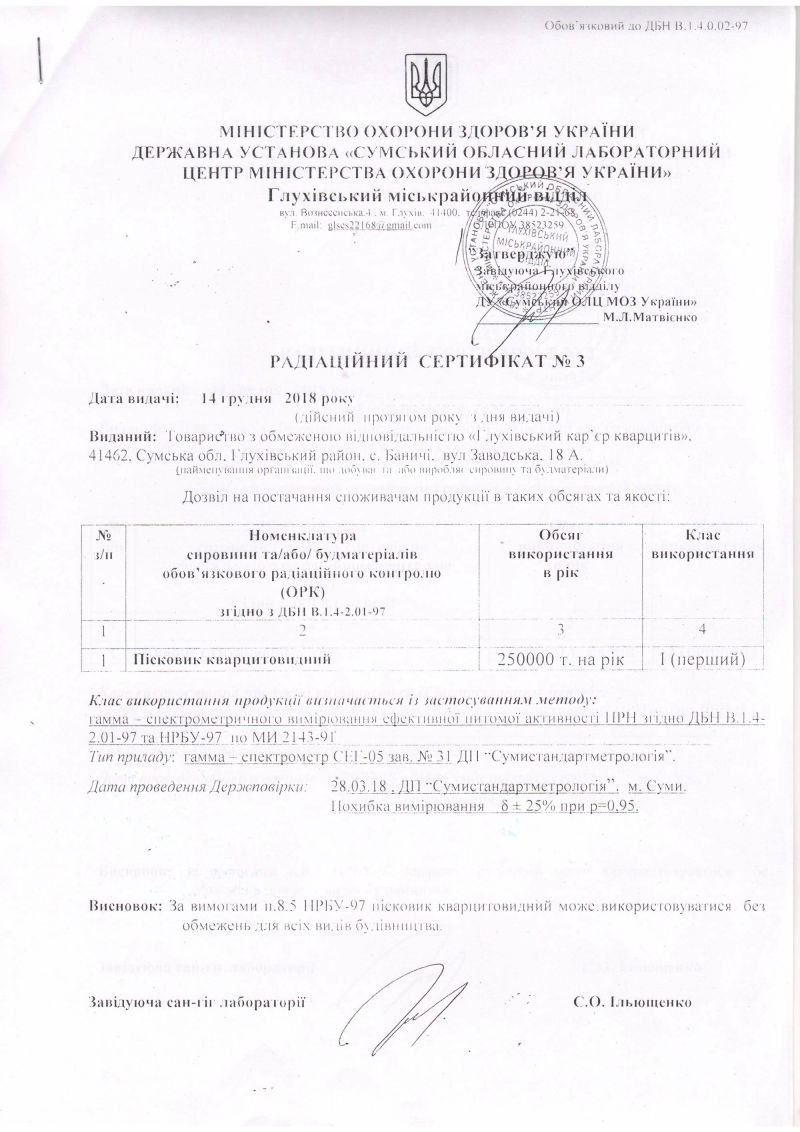 Обов'язковий до ДБН В.1.4.0.02-97
МІНІСТЕРСТВО ОХОРОНИ ЗДОРОВ'Я УКРАЇНИ
ДЕРЖАВНА УСТАНОВА «СУМСЬКИЙ ОБЛАСНИЙ ЛАБОРАТОРНИЙ
ЦЕНТР МІНІСТЕРСТВА ОХОРОНИ ЗДОРОВ'Я УКРАЇНИ»
Глухівський міськрайонний відділ
вул. Вознесенська,4 , м. Глухів, 41400, телефакс(0244) 2-21-68
E.mail: glses22168@gmail.com ЄДРПОУ 38523259
"Затверджую"
Завідуюча Глухівського
міськрайонного відділу
ДУ «Сумський ОЛЦ МОЗ України»
М.Л.Матвієнко
ГЛУХІВСЬКИЙ
МІСЬКРАЙОННИЙ
ВІДДІЛ
38523259
РАДІАЦІЙНИЙ СЕРТИФІКАТ № 3
Дата видачі: 14 грудня 2018 року
(дійсний протягом року з дня видачі)
Виданий: Товариство з обмеженою відповідальністю «Глухівський кар'єр кварцитів»,
41462, Сумська обл, Глухівський район, с. Баничі, вул Заводська, 18 А.
(найменування організації, що добуває та або виробляє сировину та будматеріали)
Дозвіл на постачання споживачам продукції в таких обсягах та якості:
№ з/п
Номенклатура
сировини та/або/ будматеріалів
обов'язкового радіаційного контролю
(ОРК)
згідно з ДБН В.1.4-2.01-97
Обсяг
використання
в рік
Клас
використання
1 2 3 4
1 Пісковик кварцитовидний 250000 т. на рік І (перший)
Клас використання продукції визначається із застосуванням методу:
гамма – спектрометричного вимірювання ефективної питомої активності ПРН згідно ДБН В.1.4-
2.01-97 та НРБУ-97 по МИ 2143-91
Тип приладу: гамма – спектрометр СЕГ-05 зав. № 31 ДП "Сумистандартметрологія".
Дата проведення Держповірки: 28.03.18 , ДП "Сумистандартметрологія", м. Суми.
Похибка вимірювання δ ± 25% при р=0,95.
Висновок: За вимогами п.8.5 НРБУ-97 пісковик кварцитовидний може використовуватися без
обмежень для всіх видів будівництва.
Завідуюча сан-гіг лабораторії С.О. Ільющенко